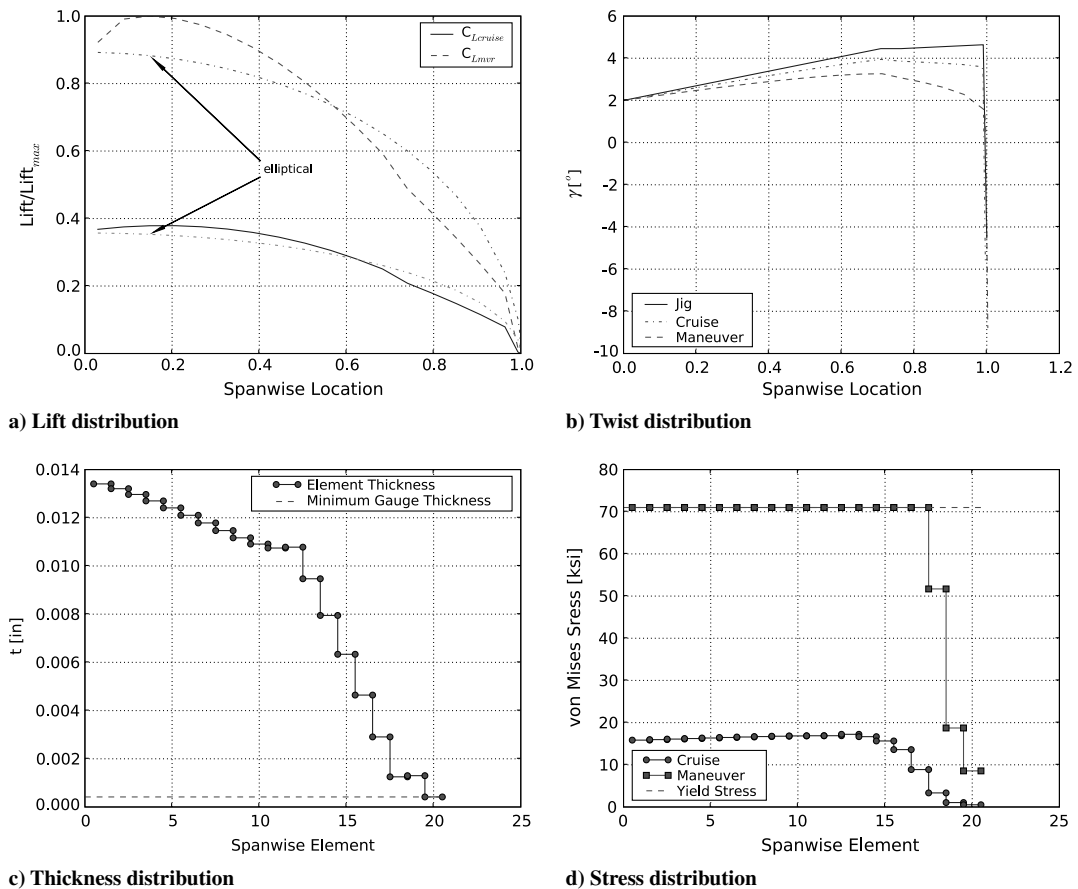 1.0
0.8
0.6
0.4
0.2
0.0
Lift/Lift_max
C_Lcruise
C_Lmvr
elliptical
0.0 0.2 0.4 0.6 0.8 1.0
Spanwise Location
a) Lift distribution
6
4
2
0
-2
-4
-6
-8
-10
γ[°]
Jig
Cruise
Maneuver
0.0 0.2 0.4 0.6 0.8 1.0 1.2
Spanwise Location
b) Twist distribution
0.014
0.012
0.010
0.008
0.006
0.004
0.002
0.000
t [in]
Element Thickness
Minimum Gauge Thickness
0 5 10 15 20 25
Spanwise Element
c) Thickness distribution
80
70
60
50
40
30
20
10
0
von Mises Sress [ksi]
Cruise
Maneuver
Yield Stress
0 5 10 15 20 25
Spanwise Element
d) Stress distribution